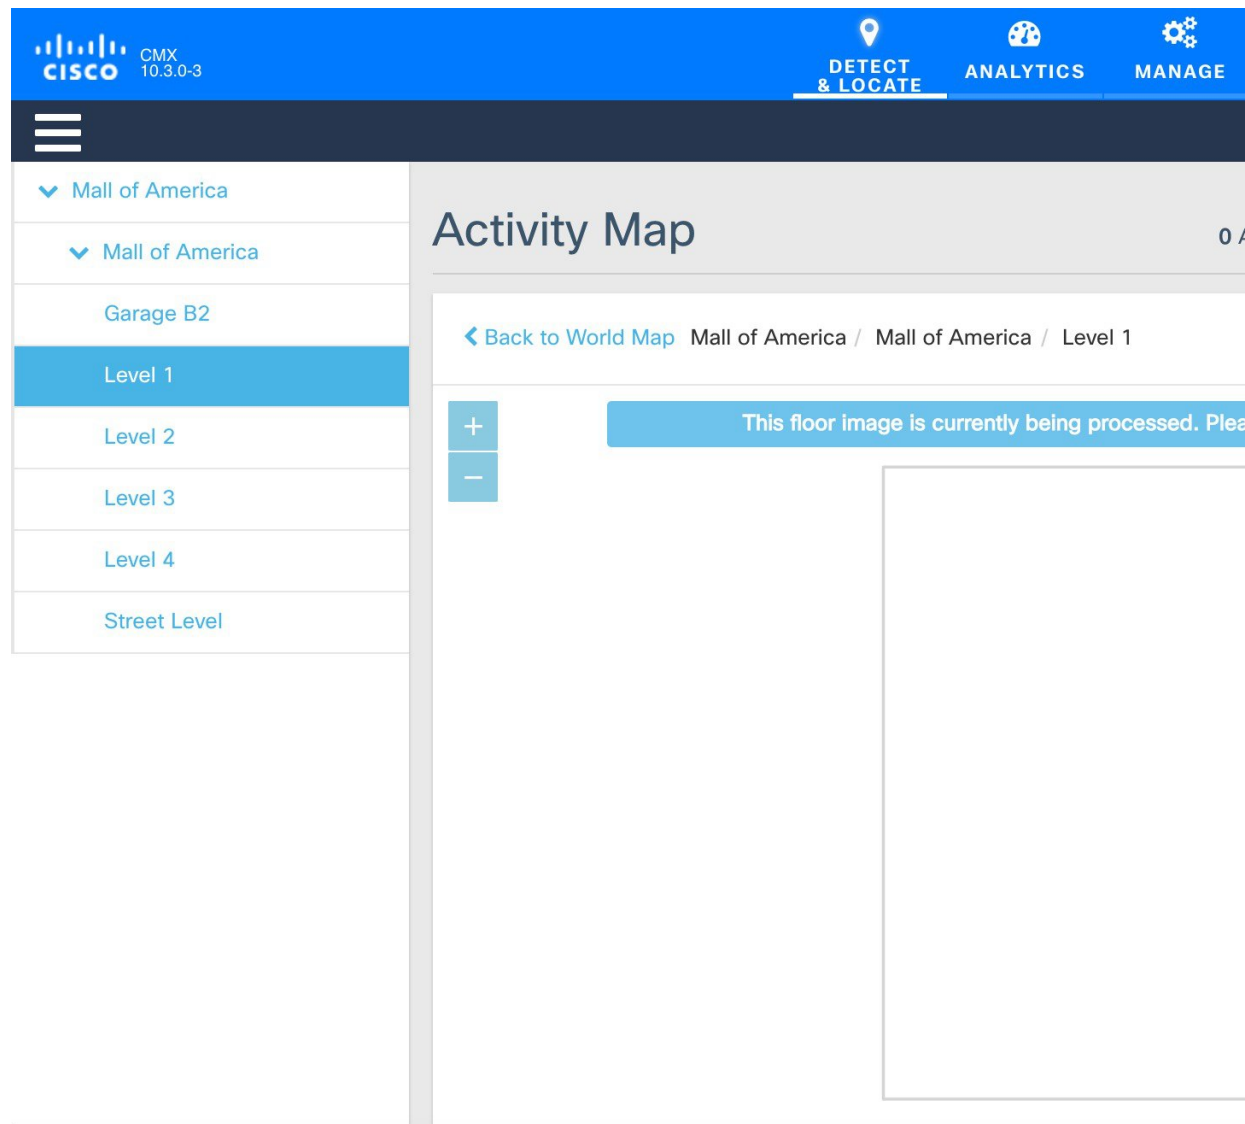 CISCO
CMX
10.3.0-3
DETECT
& LOCATE
ANALYTICS
MANAGE
Mall of America
Mall of America
Garage B2
Level 1
Level 2
Level 3
Level 4
Street Level
Activity Map
0
Back to World Map Mall of America / Mall of America / Level 1
+
This floor image is currently being processed.
−